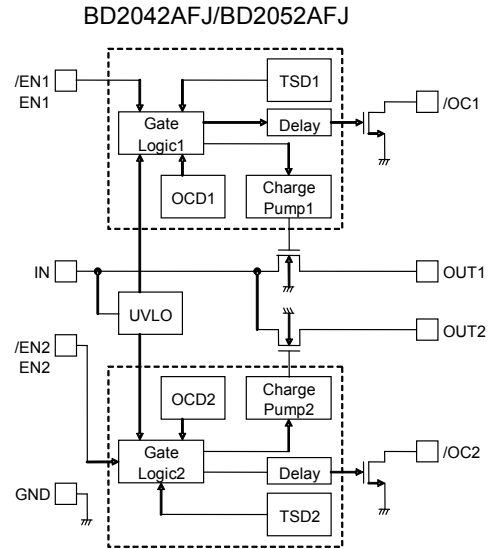 BD2042AFJ/BD2052AFJ
/EN1
EN1
TSD1
/OC1
Gate
Logic1
Delay
OCD1
Charge
Pump1
IN
OUT1
UVLO
OUT2
/EN2
EN2
OCD2
Charge
Pump2
Gate
Logic2
Delay
/OC2
GND
TSD2